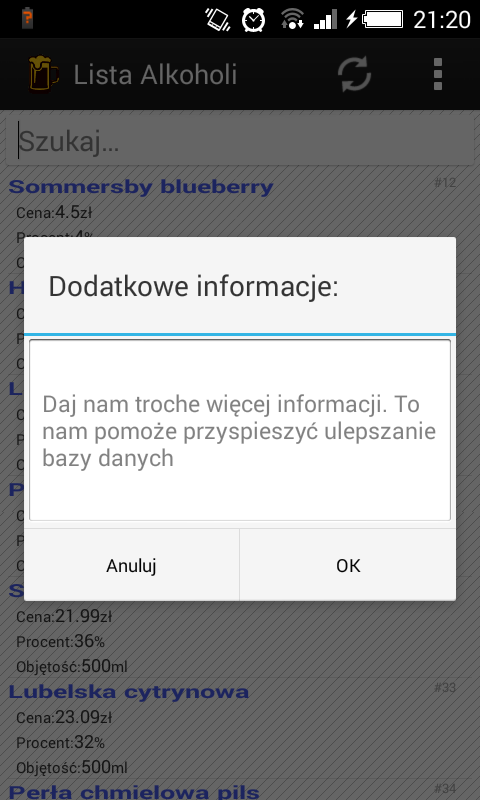 21:20
Lista Alkoholi
Szukaj...
Sommersby blueberry #12
Cena:4.5zł
Procent:4%
Dodatkowe informacje:
Daj nam troche więcej informacji. To
nam pomoże przyspieszyć ulepszanie
bazy danych
Anuluj OK
Cena:21.99zł
Procent:36%
Objętość:500ml
Lubelska cytrynowa #33
Cena:23.09zł
Procent:32%
Objętość:500ml
Perła chmielowa pils #34